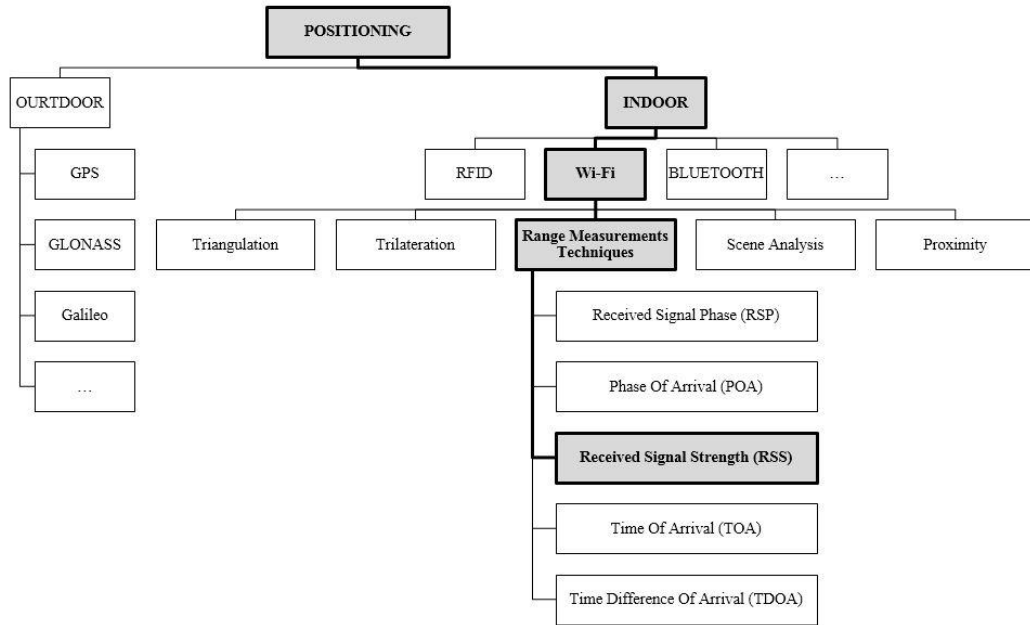 POSITIONING
OURTDOOR
INDOOR
GPS
RFID
Wi-Fi
BLUETOOTH
…
GLONASS
Triangulation
Trilateration
Range Measurements
Techniques
Scene Analysis
Proximity
Galileo
Received Signal Phase (RSP)
…
Phase Of Arrival (POA)
Received Signal Strength (RSS)
Time Of Arrival (TOA)
Time Difference Of Arrival (TDOA)